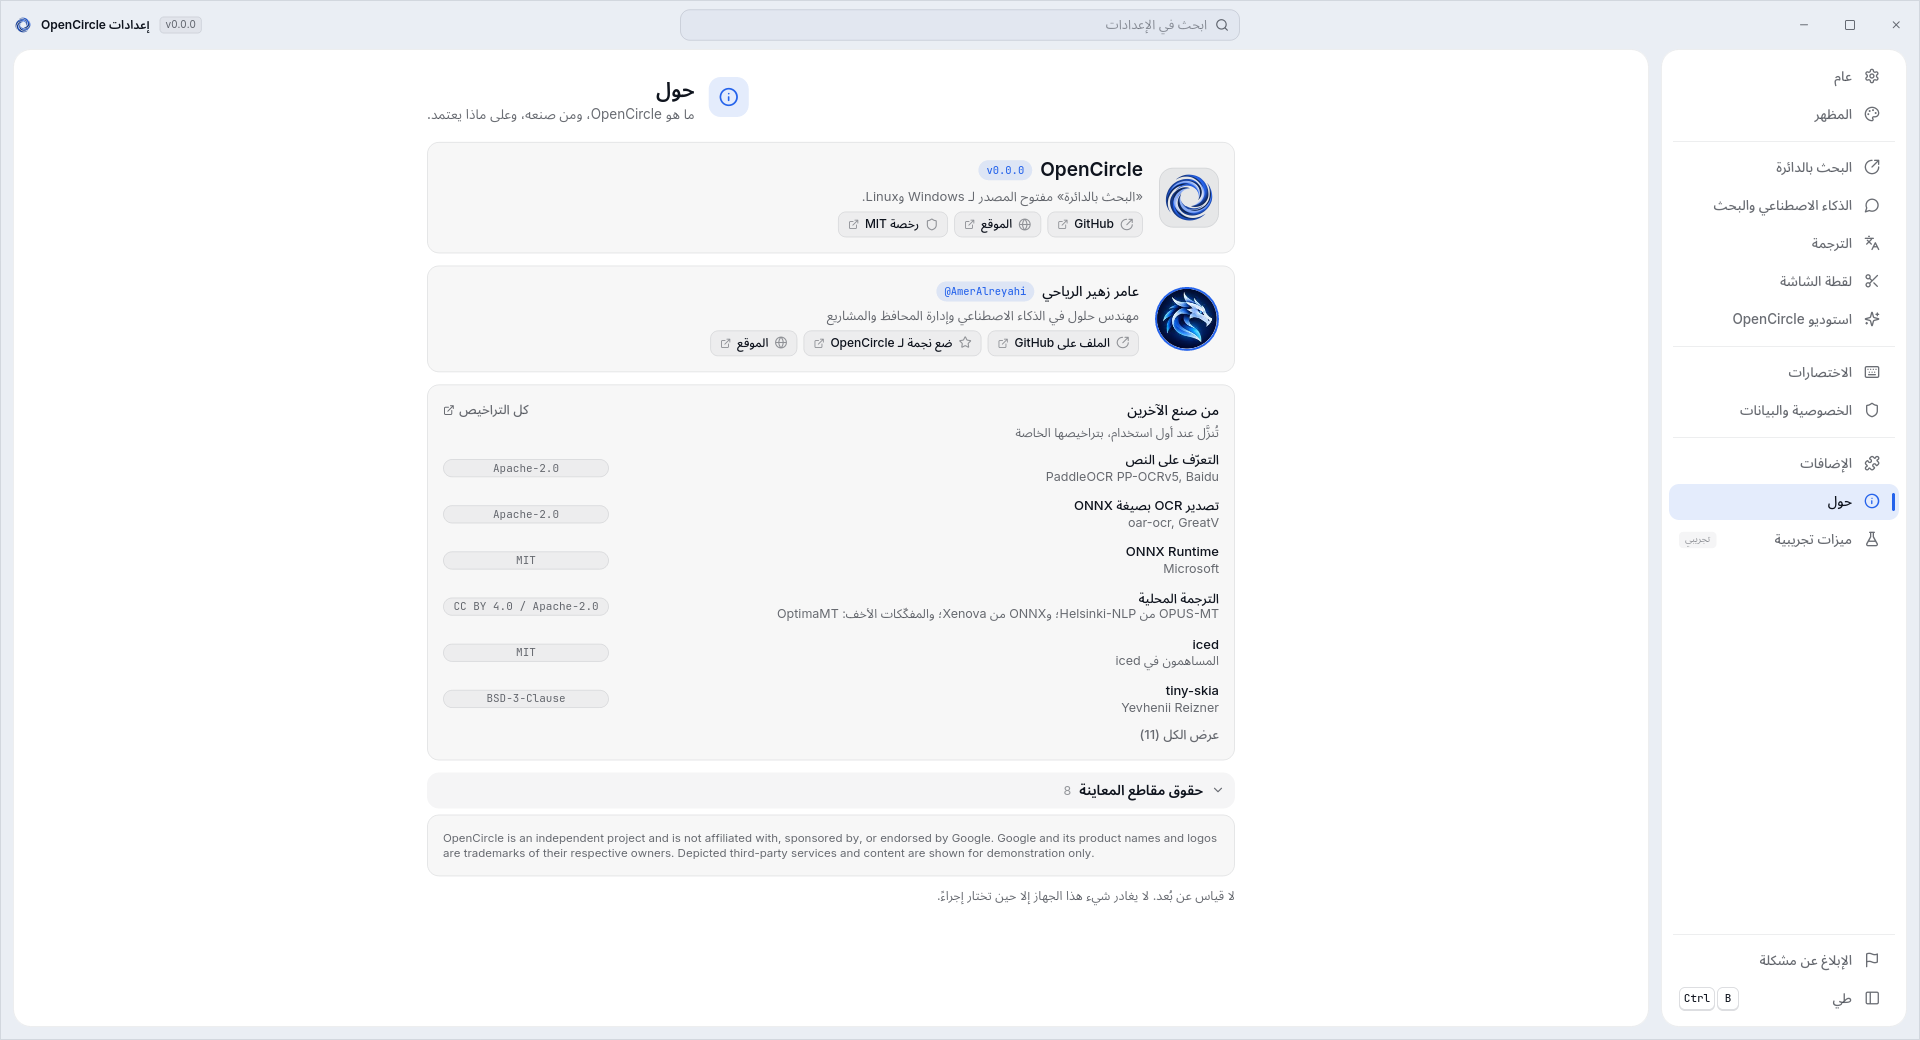 إعدادات OpenCircle
v0.0.0
ابحث في الإعدادات
عام
المظهر
البحث بالدائرة
الذكاء الاصطناعي والبحث
الترجمة
لقطة الشاشة
استوديو OpenCircle
الاختصارات
الخصوصية والبيانات
الإضافات
حول
ميزات تجريبية
تجريبي
الإبلاغ عن مشكلة
طي
Ctrl B
حول
ما هو OpenCircle، ومن صنعه، وعلى ماذا يعتمد.
OpenCircle v0.0.0
«البحث بالدائرة» مفتوح المصدر لـ Windows وLinux.
GitHub
الموقع
رخصة MIT
عامر زهير الرياحي @AmerAlreyahi
مهندس حلول في الذكاء الاصطناعي وإدارة المحافظ والمشاريع
الملف على GitHub
ضع نجمة لـ OpenCircle
الموقع
من صنع الآخرين
كل التراخيص
تُنزَّل عند أول استخدام، بتراخيصها الخاصة
التعرّف على النص
PaddleOCR PP-OCRv5, Baidu
Apache-2.0
تصدير OCR بصيغة ONNX
oar-ocr, GreatV
Apache-2.0
ONNX Runtime
Microsoft
MIT
الترجمة المحلية
OPUS-MT من Helsinki-NLP؛ وONNX من Xenova؛ والمفكّكات الأخف: OptimaMT
CC BY 4.0 / Apache-2.0
iced
المساهمون في iced
MIT
tiny-skia
Yevhenii Reizner
BSD-3-Clause
عرض الكل (11)
حقوق مقاطع المعاينة 8
OpenCircle is an independent project and is not affiliated with, sponsored by, or endorsed by Google. Google and its product names and logos
are trademarks of their respective owners. Depicted third-party services and content are shown for demonstration only.
لا قياس عن بُعد. لا يغادر شيء هذا الجهاز إلا حين تختار إجراءً.